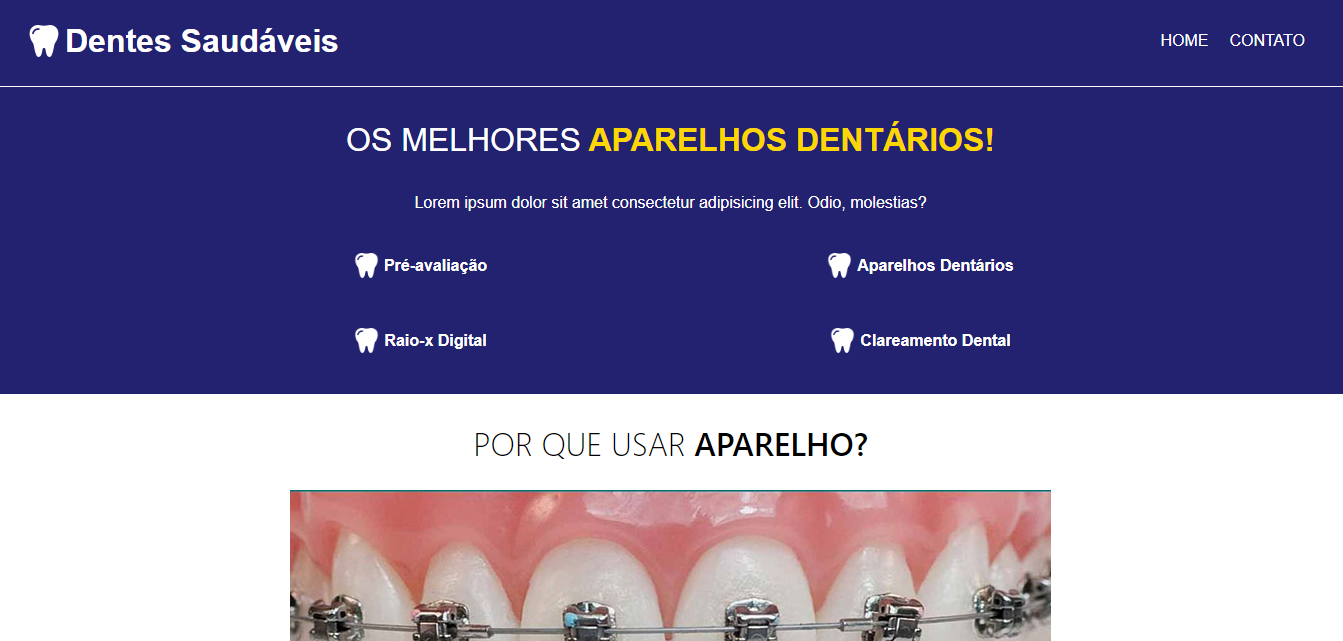 Dentes Saudáveis
HOME CONTATO
OS MELHORES APARELHOS DENTÁRIOS!
Lorem ipsum dolor sit amet consectetur adipisicing elit. Odio, molestias?
Pré-avaliação
Aparelhos Dentários
Raio-x Digital
Clareamento Dental
POR QUE USAR APARELHO?